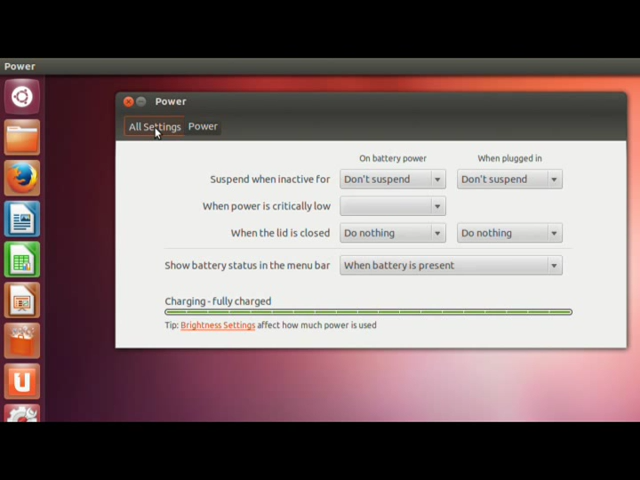 Power
Power
All Settings Power
On battery power When plugged in
Suspend when inactive for Don't suspend Don't suspend
When power is critically low
When the lid is closed Do nothing Do nothing
Show battery status in the menu bar When battery is present
Charging - fully charged
Tip: Brightness Settings affect how much power is used